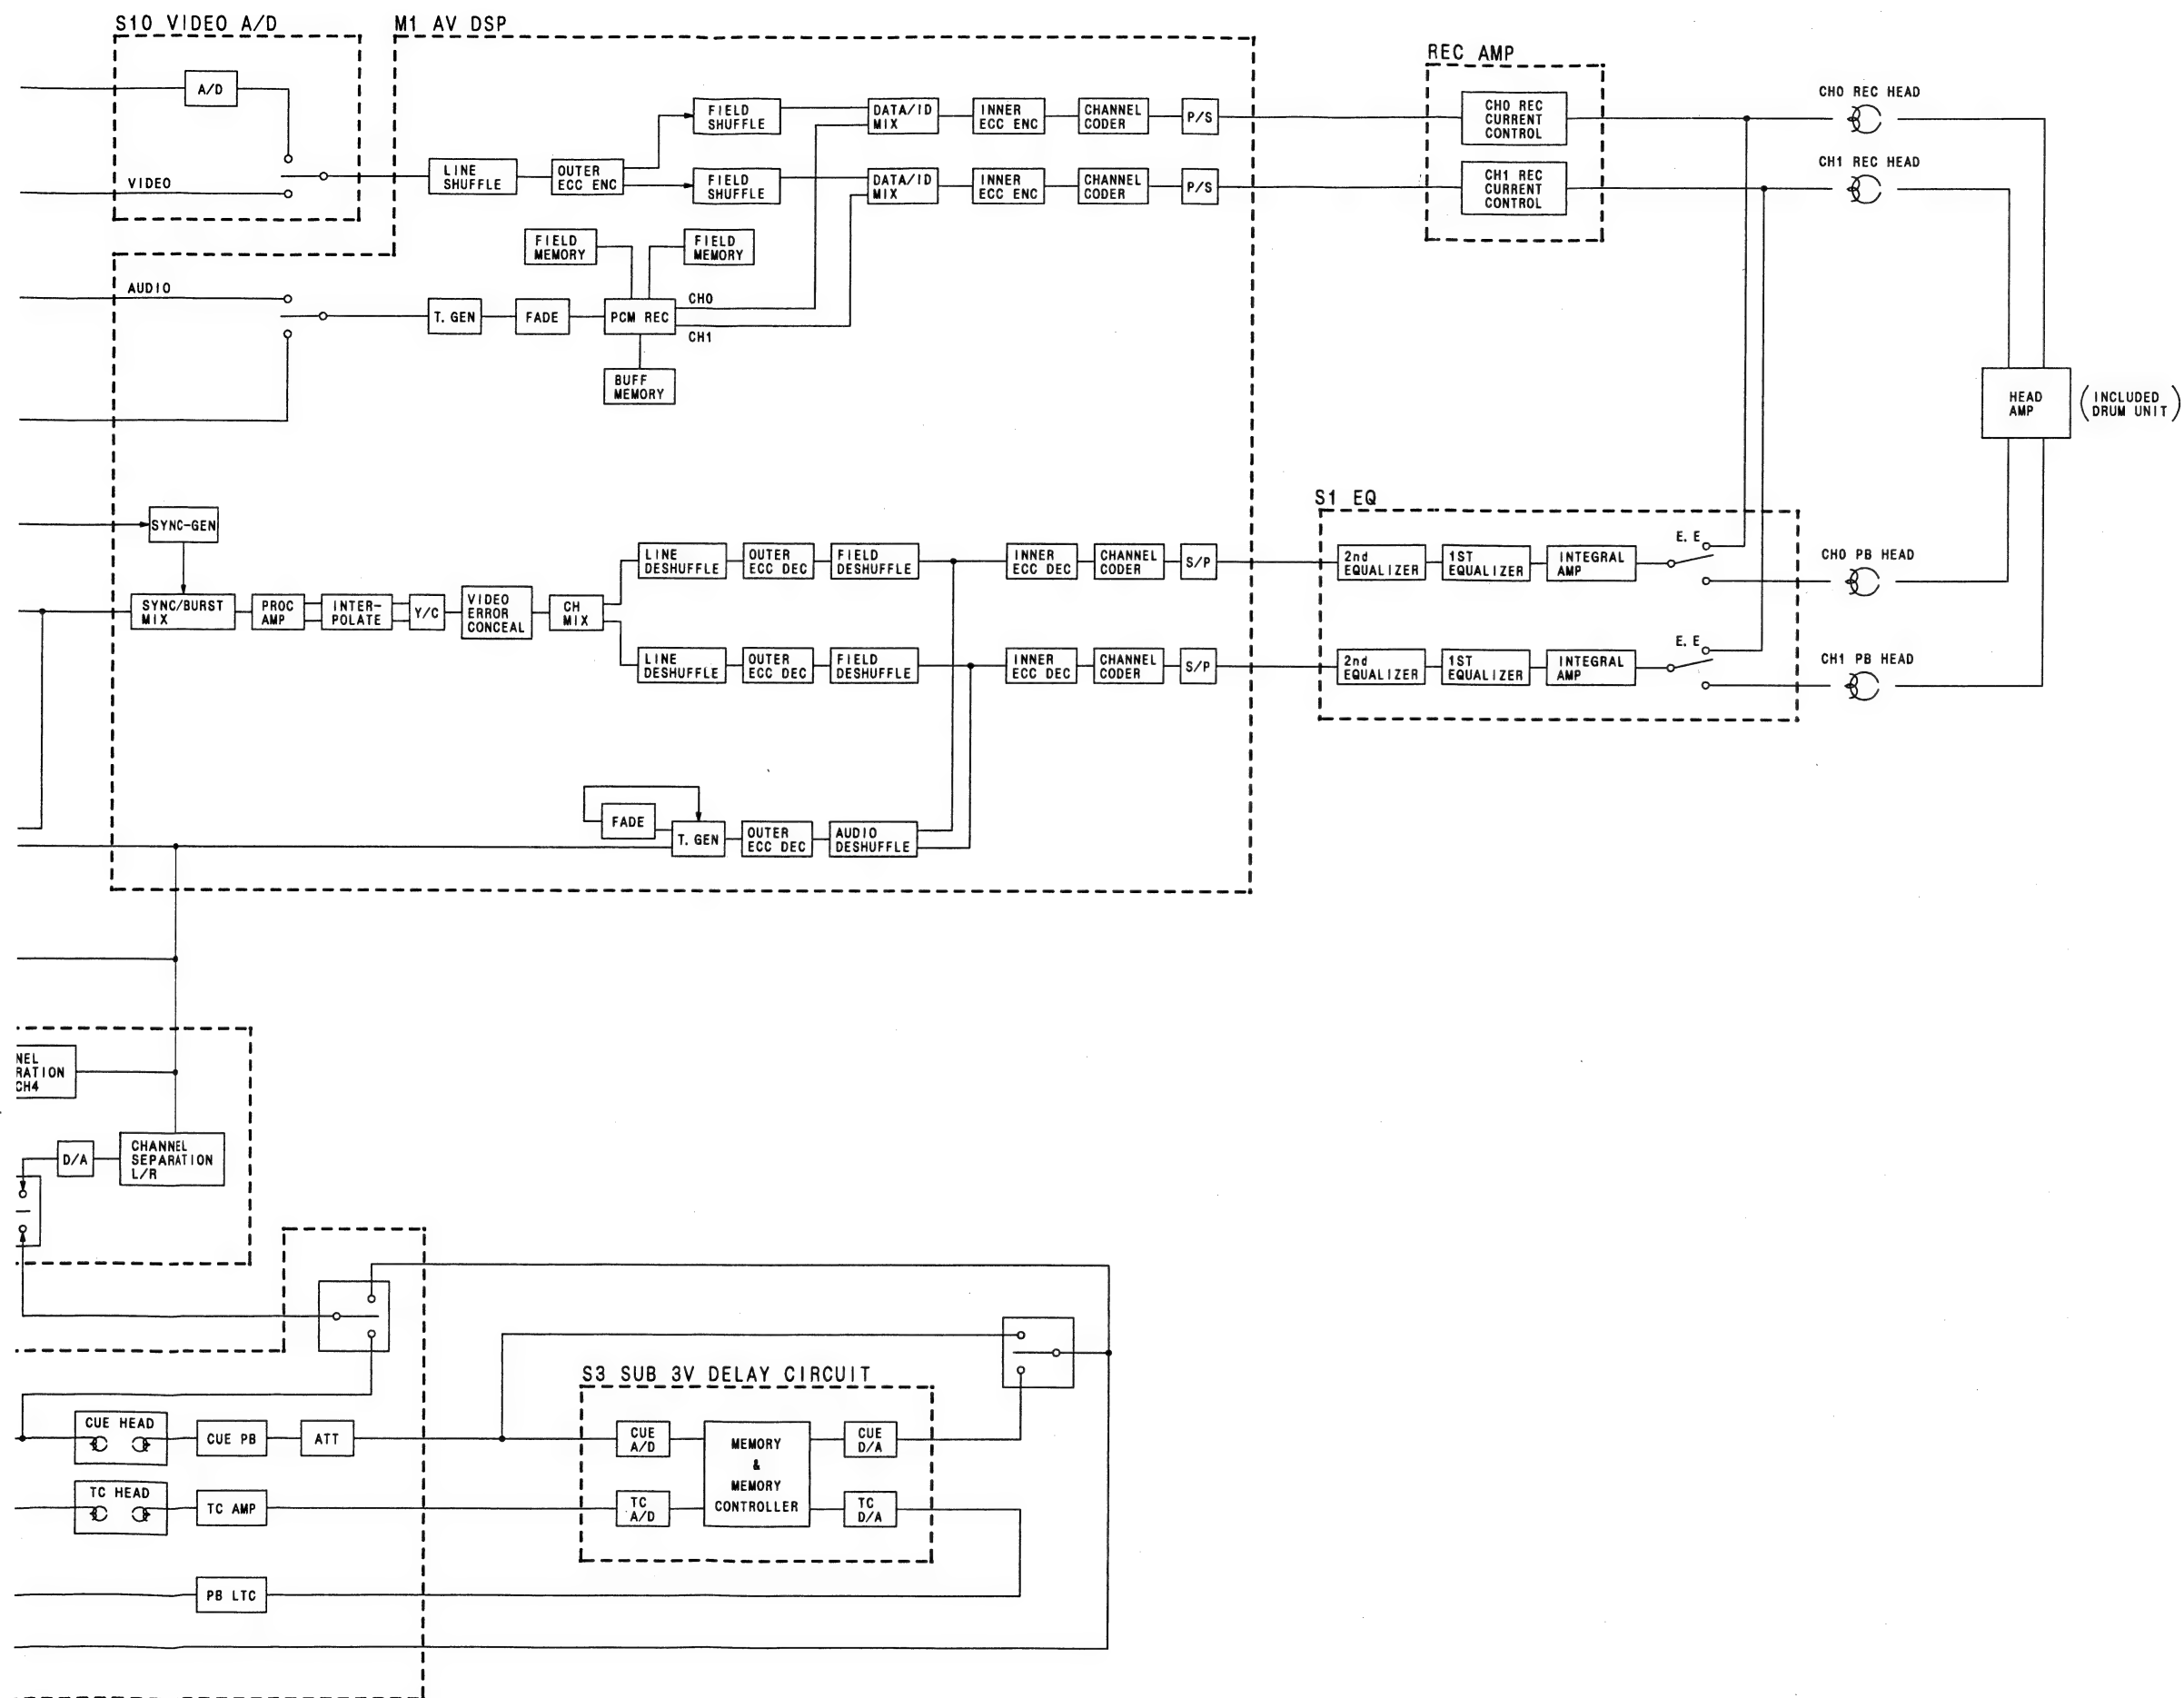 S10 VIDEO A/D
M1 AV DSP
REC AMP
A/D
VIDEO
LINE
SHUFFLE
OUTER
ECC ENC
FIELD
SHUFFLE
DATA/ID
MIX
INNER
ECC ENC
CHANNEL
CODER
P/S
CH0 REC
CURRENT
CONTROL
CH0 REC HEAD
FIELD
SHUFFLE
DATA/ID
MIX
INNER
ECC ENC
CHANNEL
CODER
P/S
CH1 REC
CURRENT
CONTROL
CH1 REC HEAD
FIELD
MEMORY
FIELD
MEMORY
AUDIO
T. GEN
FADE
PCM REC
CH0
CH1
BUFF
MEMORY
HEAD
AMP
(INCLUDED
DRUM UNIT)
S1 EQ
SYNC-GEN
SYNC/BURST
MIX
PROC
AMP
INTER-
POLATE
Y/C
VIDEO
ERROR
CONCEAL
CH
MIX
LINE
DESHUFFLE
OUTER
ECC DEC
FIELD
DESHUFFLE
INNER
ECC DEC
CHANNEL
CODER
S/P
2nd
EQUALIZER
1ST
EQUALIZER
INTEGRAL
AMP
E. E
CH0 PB HEAD
LINE
DESHUFFLE
OUTER
ECC DEC
FIELD
DESHUFFLE
INNER
ECC DEC
CHANNEL
CODER
S/P
2nd
EQUALIZER
1ST
EQUALIZER
INTEGRAL
AMP
E. E
CH1 PB HEAD
FADE
T. GEN
OUTER
ECC DEC
AUDIO
DESHUFFLE
NEL
RATION
CH4
D/A
CHANNEL
SEPARATION
L/R
S3 SUB 3V DELAY CIRCUIT
CUE HEAD
CUE PB
ATT
CUE
A/D
MEMORY
&
MEMORY
CONTROLLER
CUE
D/A
TC HEAD
TC AMP
TC
A/D
TC
D/A
PB LTC